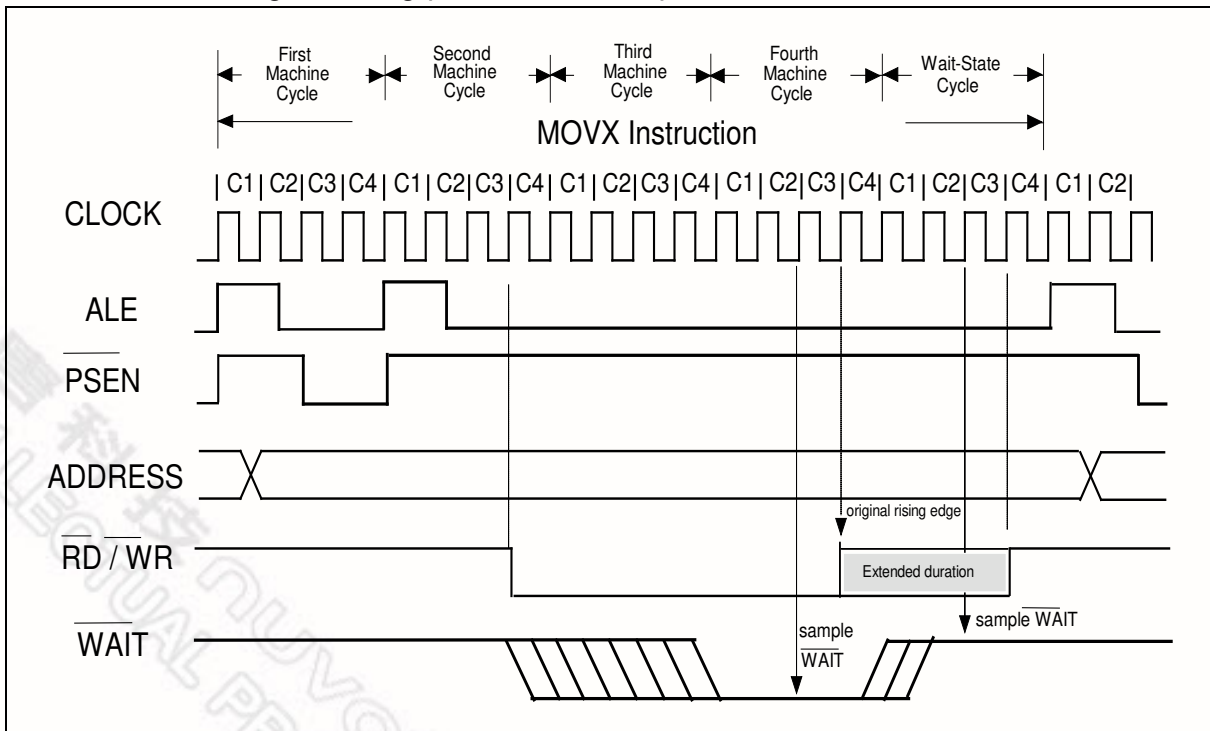 First Machine Cycle
Second Machine Cycle
Third Machine Cycle
Fourth Machine Cycle
Wait-State Cycle
MOVX Instruction
| C1 | C2 | C3 | C4 | C1 | C2 | C3 | C4 | C1 | C2 | C3 | C4 | C1 | C2 | C3 | C4 | C1 | C2 | C3 | C4 | C1 | C2 |
CLOCK
ALE
PSEN
ADDRESS
original rising edge
RD / WR
Extended duration
WAIT
sample WAIT
sample WAIT